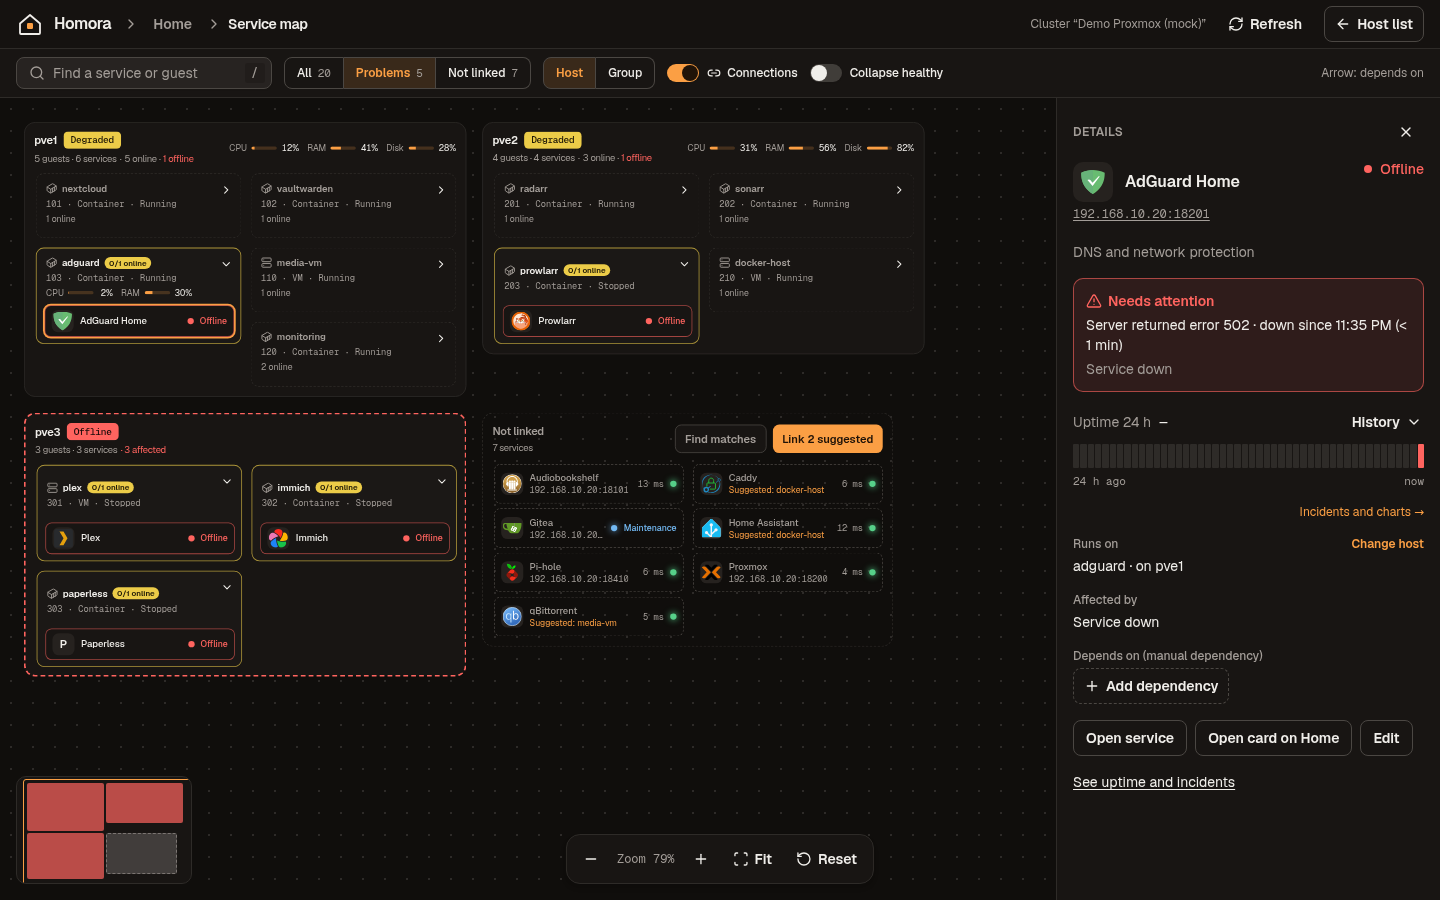 Homora
Home
Service map
Cluster “Demo Proxmox (mock)”
Refresh
Host list
Find a service or guest
/
All 20
Problems 5
Not linked 7
Host
Group
Connections
Collapse healthy
Arrow: depends on
pve1 Degraded
5 guests · 6 services · 5 online · 1 offline
CPU 12% RAM 41% Disk 28%
nextcloud
101 · Container · Running
1 online
vaultwarden
102 · Container · Running
1 online
adguard 0/1 online
103 · Container · Running
CPU 2% RAM 30%
AdGuard Home Offline
media-vm
110 · VM · Running
1 online
monitoring
120 · Container · Running
2 online
pve2 Degraded
4 guests · 4 services · 3 online · 1 offline
CPU 31% RAM 56% Disk 82%
radarr
201 · Container · Running
1 online
sonarr
202 · Container · Running
1 online
prowlarr 0/1 online
203 · Container · Stopped
Prowlarr Offline
docker-host
210 · VM · Running
1 online
pve3 Offline
3 guests · 3 services · 3 affected
plex 0/1 online
301 · VM · Stopped
Plex Offline
immich 0/1 online
302 · Container · Stopped
Immich Offline
paperless 0/1 online
303 · Container · Stopped
P Paperless Offline
Not linked
7 services
Find matches
Link 2 suggested
Audiobookshelf
192.168.10.20:18101
13 ms
Caddy
Suggested: docker-host
6 ms
Gitea
192.168.10.20…
Maintenance
Home Assistant
Suggested: docker-host
12 ms
Pi-hole
192.168.10.20:18410
6 ms
Proxmox
192.168.10.20:18200
4 ms
qb
qBittorrent
Suggested: media-vm
5 ms
Zoom 79%
Fit
Reset
DETAILS
AdGuard Home
Offline
192.168.10.20:18201
DNS and network protection
Needs attention
Server returned error 502 · down since 11:35 PM (<
1 min)
Service down
Uptime 24 h –
History
24 h ago
now
Incidents and charts →
Runs on
Change host
adguard · on pve1
Affected by
Service down
Depends on (manual dependency)
Add dependency
Open service
Open card on Home
Edit
See uptime and incidents